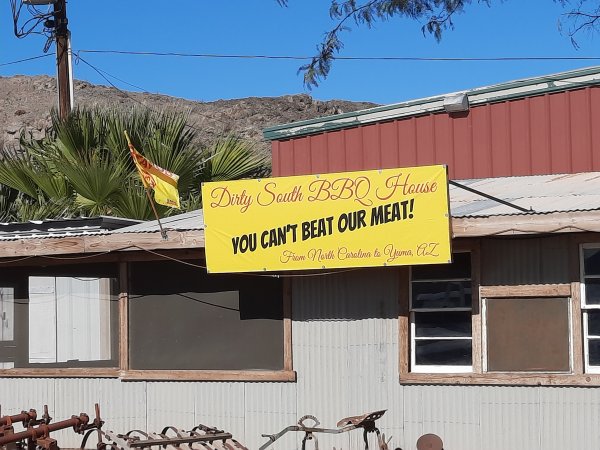 Dirty South BBQ House
YOU CAN'T BEAT OUR MEAT!
From North Carolina to Yuma, AZ